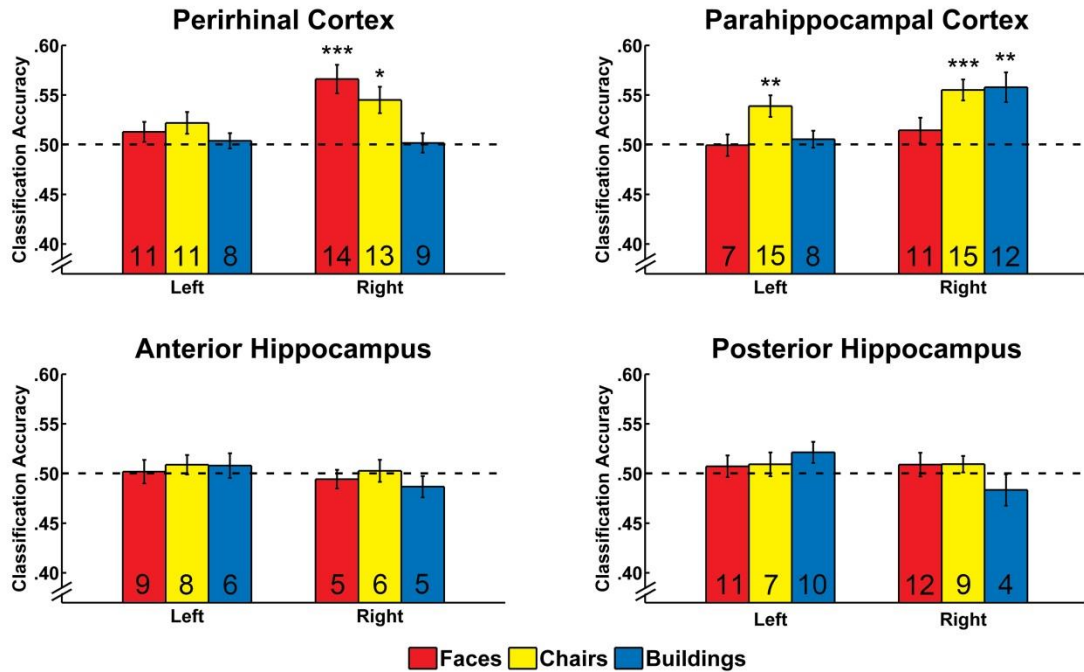 Perirhinal Cortex
Classification Accuracy
.60
.55
.50
.45
.40
*** *
11 11 8 14 13 9
Left Right
Parahippocampal Cortex
Classification Accuracy
.60
.55
.50
.45
.40
** *** **
7 15 8 11 15 12
Left Right
Anterior Hippocampus
Classification Accuracy
.60
.55
.50
.45
.40
9 8 6 5 6 5
Left Right
Posterior Hippocampus
Classification Accuracy
.60
.55
.50
.45
.40
11 7 10 12 9 4
Left Right
Faces Chairs Buildings